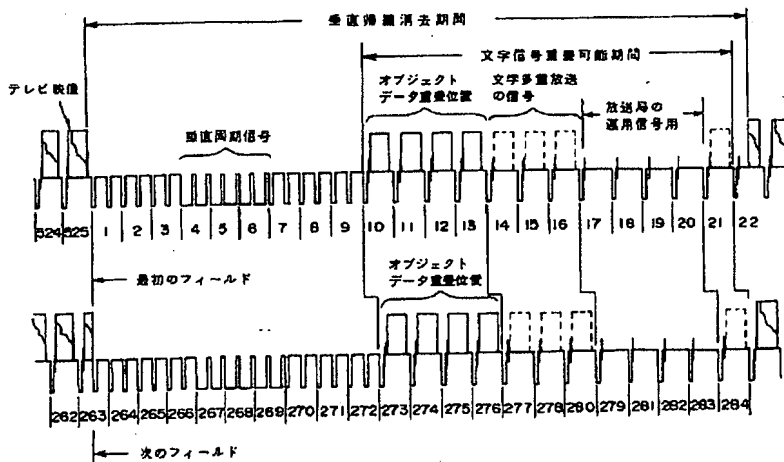 垂直帰線消去期間
文字信号重畳可能期間
テレビ映像
オブジェクト
データ重畳位置
文字多重放送
の信号
放送局の
運用信号用
垂直周期信号
524 525 1 2 3 4 5 6 7 8 9 10 11 12 13 14 15 16 17 18 19 20 21 22
最初のフィールド
オブジェクト
データ重畳位置
262 263 264 265 266 267 268 269 270 271 272 273 274 275 276 277 278 280 279 281 282 283 284
次のフィールド